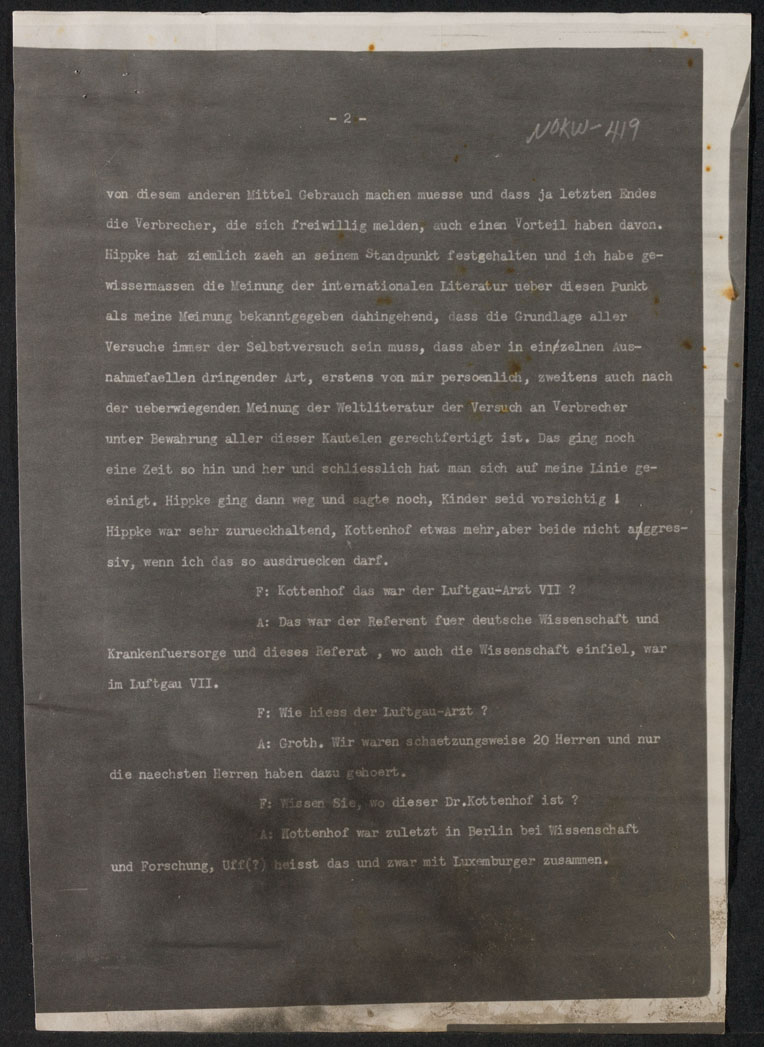 - 2 -
NOKW-419
von diesem anderen Mittel Gebrauch machen muesse und dass ja letzten Endes
die Verbrecher, die sich freiwillig melden, auch einen Vorteil haben davon.
Hippke hat ziemlich zaeh an seinem Standpunkt festgehalten und ich habe ge-
wissermassen die Meinung der internationalen Literatur ueber diesen Punkt
als meine Meinung bekanntgegeben dahingehend, dass die Grundlage aller
Versuche immer der Selbstversuch sein muss, dass aber in einzelnen Aus-
nahmefaellen dringender Art, erstens von mir persoenlich, zweitens auch nach
der ueberwiegenden Meinung der Weltliteratur der Versuch an Verbrecher
unter Bewahrung aller dieser Kautelen gerechtfertigt ist. Das ging noch
eine Zeit so hin und her und schliesslich hat man sich auf meine Linie ge-
einigt. Hippke ging dann weg und sagte noch, Kinder seid vorsichtig !
Hippke war sehr zurueckhaltend, Kottenhof etwas mehr,aber beide nicht aggres-
siv, wenn ich das so ausdruecken darf.
F: Kottenhof das war der Luftgau-Arzt VII ?
A: Das war der Referent fuer deutsche Wissenschaft und
Krankenfuersorge und dieses Referat , wo auch die Wissenschaft einfiel, war
im Luftgau VII.
F: Wie hiess der Luftgau-Arzt ?
A: Groth. Wir waren schaetzungsweise 20 Herren und nur
die naechsten Herren haben dazu gehoert.
F: Wissen Sie, wo dieser Dr.Kottenhof ist ?
A: Kottenhof war zuletzt in Berlin bei Wissenschaft
und Forschung, Uff(?) heisst das und zwar mit Luxemburger zusammen.